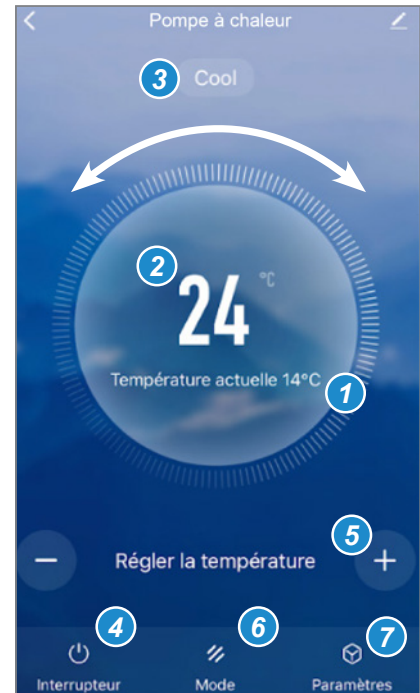 Pompe à chaleur
3 Cool
2
24 °C
Température actuelle 14°C
1
5
− Régler la température +
4 6 7
Interrupteur Mode Paramètres